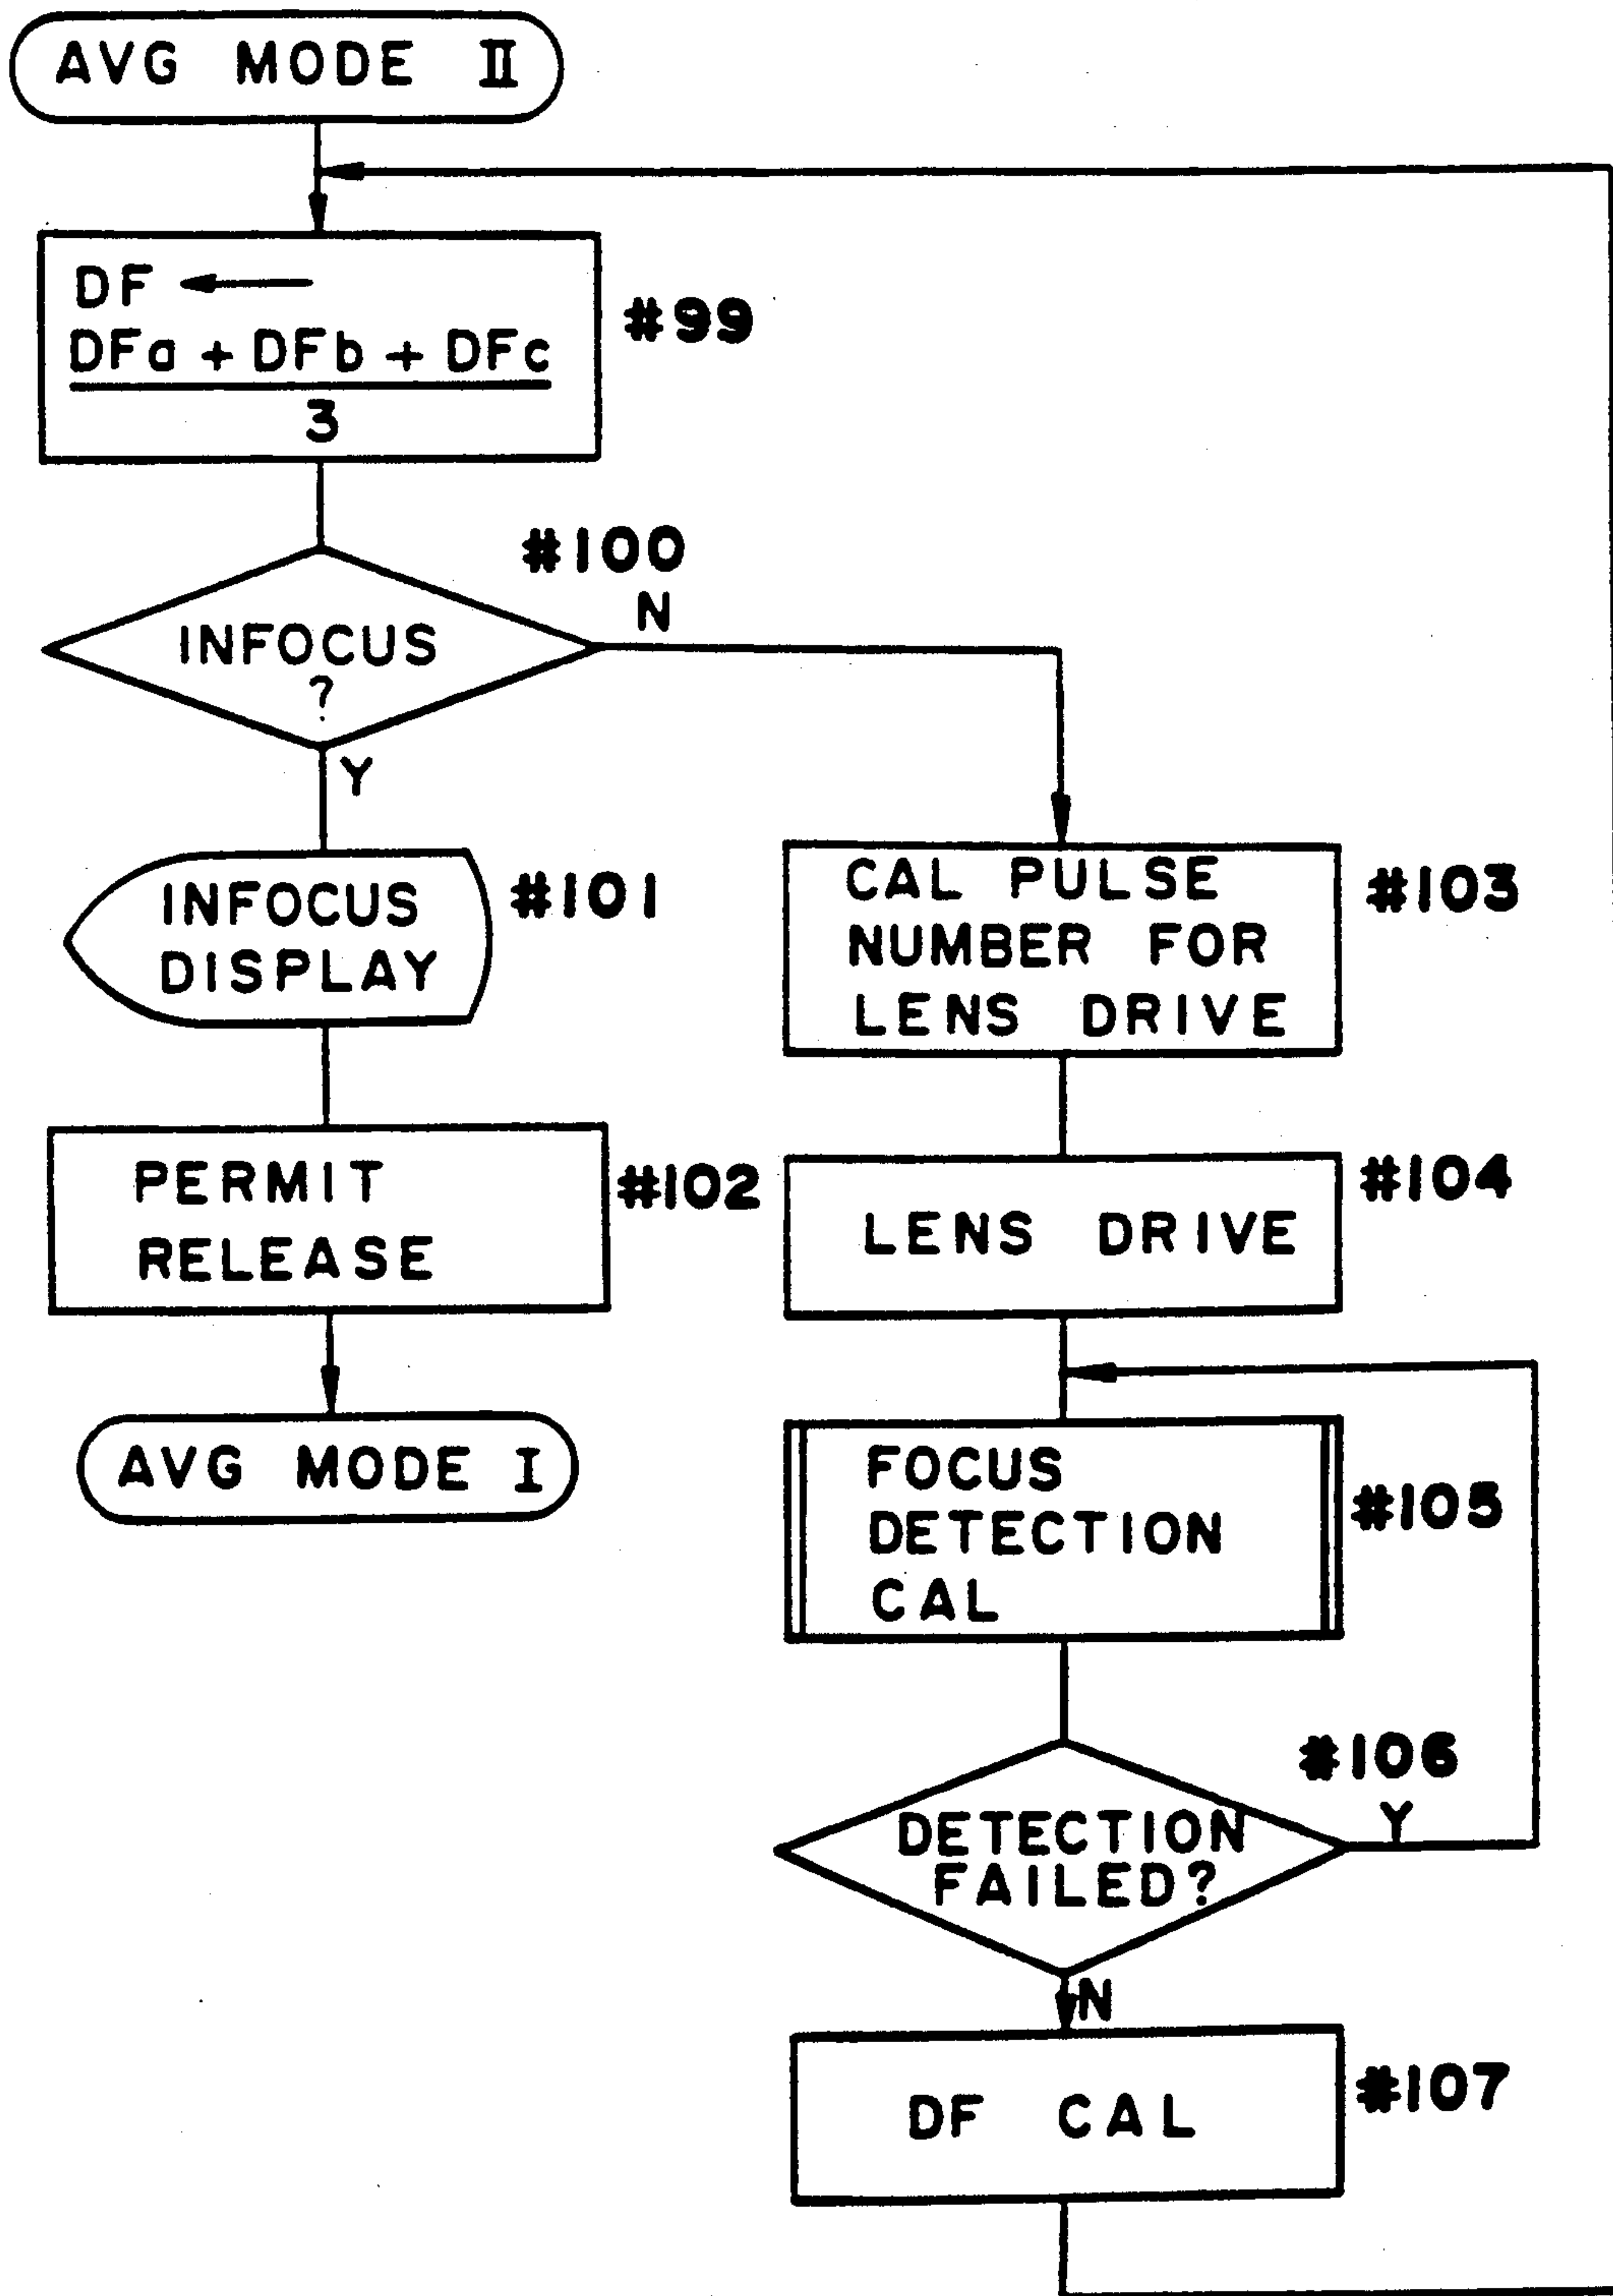 AVG MODE II
DF ←
DFa + DFb + DFc
3
#99
#100
INFOCUS
?
N
Y
INFOCUS
DISPLAY
#101
PERMIT
RELEASE
#102
AVG MODE I
CAL PULSE
NUMBER FOR
LENS DRIVE
#103
LENS DRIVE
#104
FOCUS
DETECTION
CAL
#105
#106
DETECTION
FAILED?
Y
N
DF CAL
#107